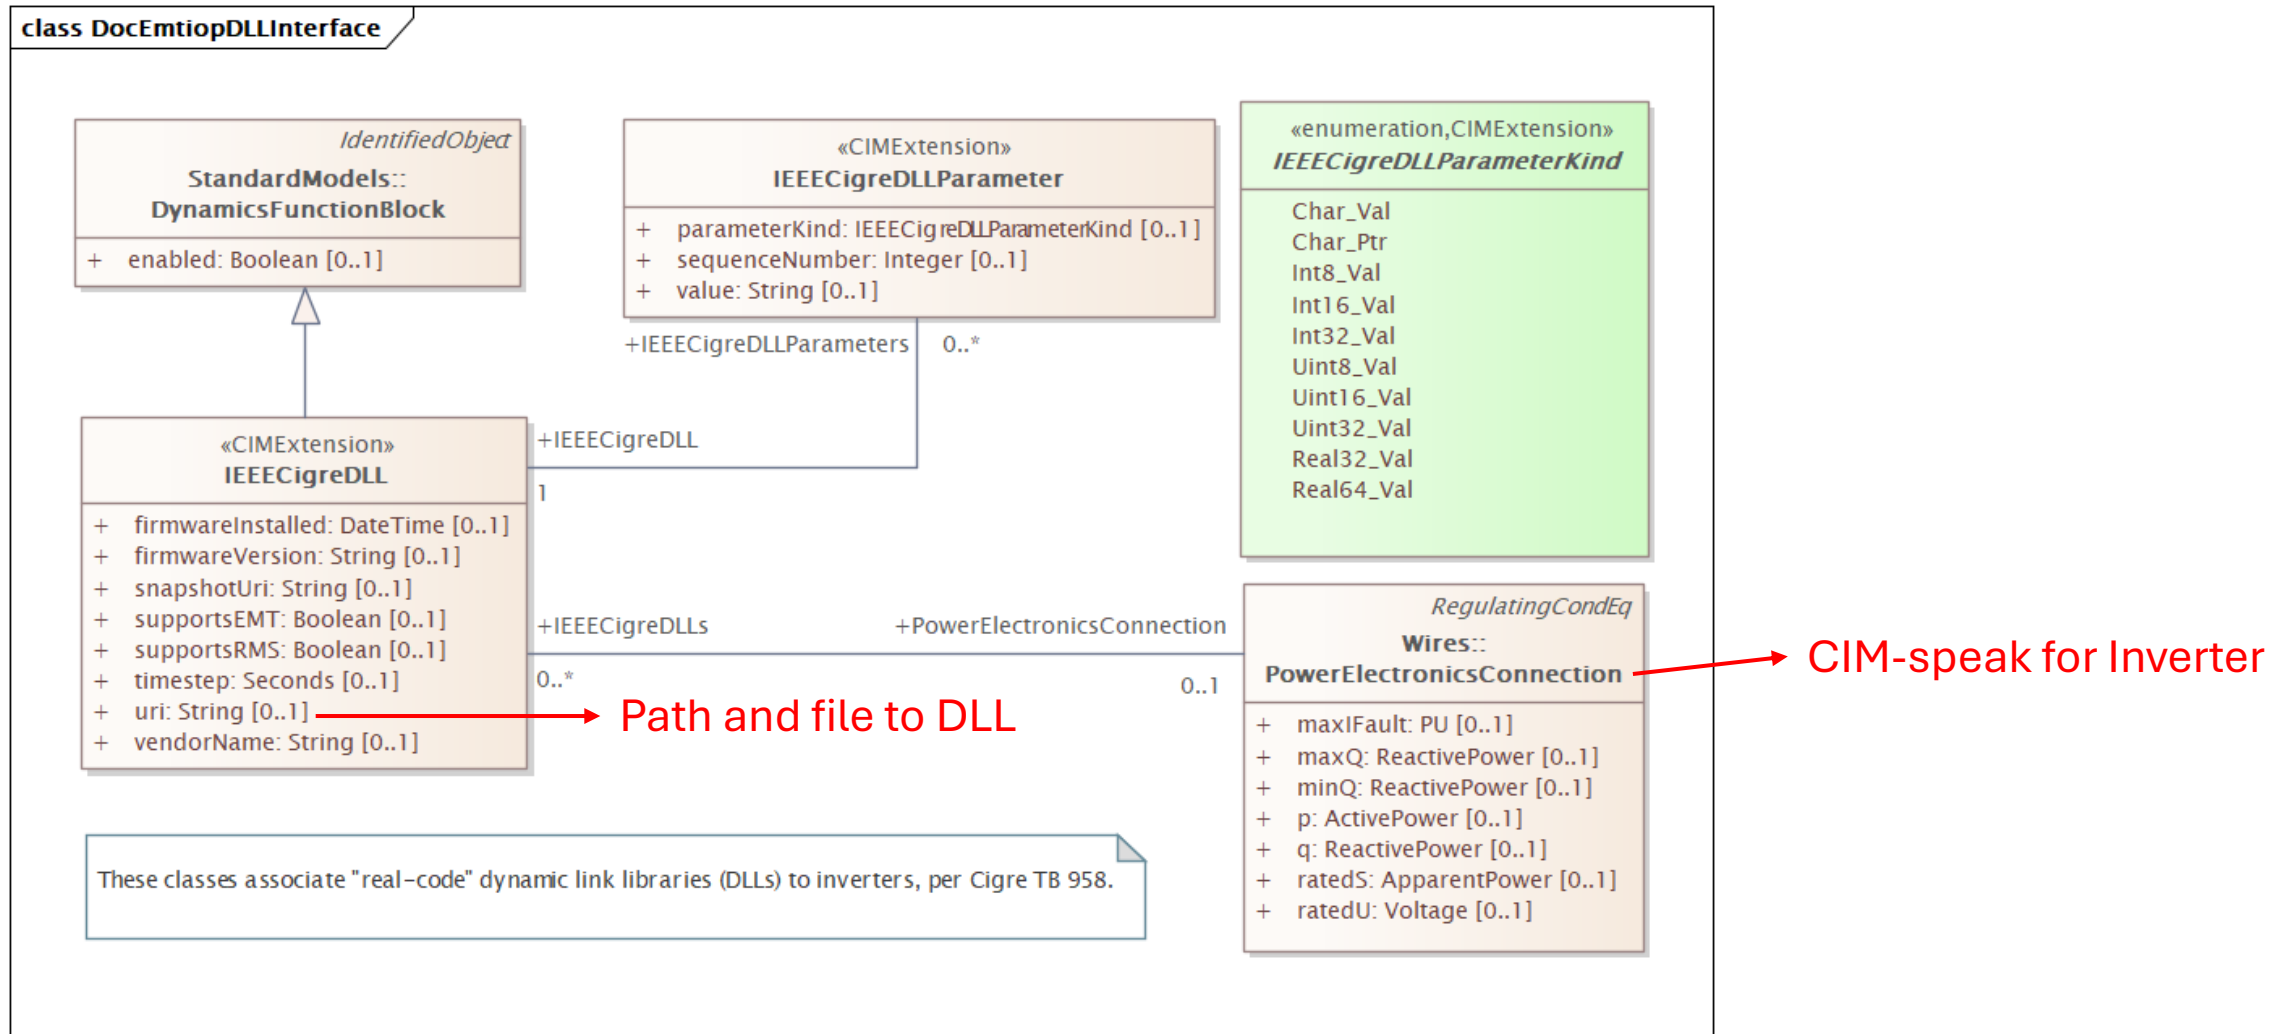 class DocEmtiopDLLInterface
IdentifiedObject
StandardModels::
DynamicsFunctionBlock
+ enabled: Boolean [0..1]
«CIMExtension»
IEEECigreDLLParameter
+ parameterKind: IEEECigreDLLParameterKind [0..1]
+ sequenceNumber: Integer [0..1]
+ value: String [0..1]
«enumeration,CIMExtension»
IEEECigreDLLParameterKind
Char_Val
Char_Ptr
Int8_Val
Int16_Val
Int32_Val
Uint8_Val
Uint16_Val
Uint32_Val
Real32_Val
Real64_Val
+IEEECigreDLLParameters 0..*
«CIMExtension»
IEEECigreDLL
+ firmwareInstalled: DateTime [0..1]
+ firmwareVersion: String [0..1]
+ snapshotUri: String [0..1]
+ supportsEMT: Boolean [0..1]
+ supportsRMS: Boolean [0..1]
+ timestep: Seconds [0..1]
+ uri: String [0..1]
+ vendorName: String [0..1]
+IEEECigreDLL
1
+IEEECigreDLLs
0..*
+PowerElectronicsConnection
0..1
Path and file to DLL
RegulatingCondEq
Wires::
PowerElectronicsConnection
+ maxIFault: PU [0..1]
+ maxQ: ReactivePower [0..1]
+ minQ: ReactivePower [0..1]
+ p: ActivePower [0..1]
+ q: ReactivePower [0..1]
+ ratedS: ApparentPower [0..1]
+ ratedU: Voltage [0..1]
CIM-speak for Inverter
These classes associate "real-code" dynamic link libraries (DLLs) to inverters, per Cigre TB 958.